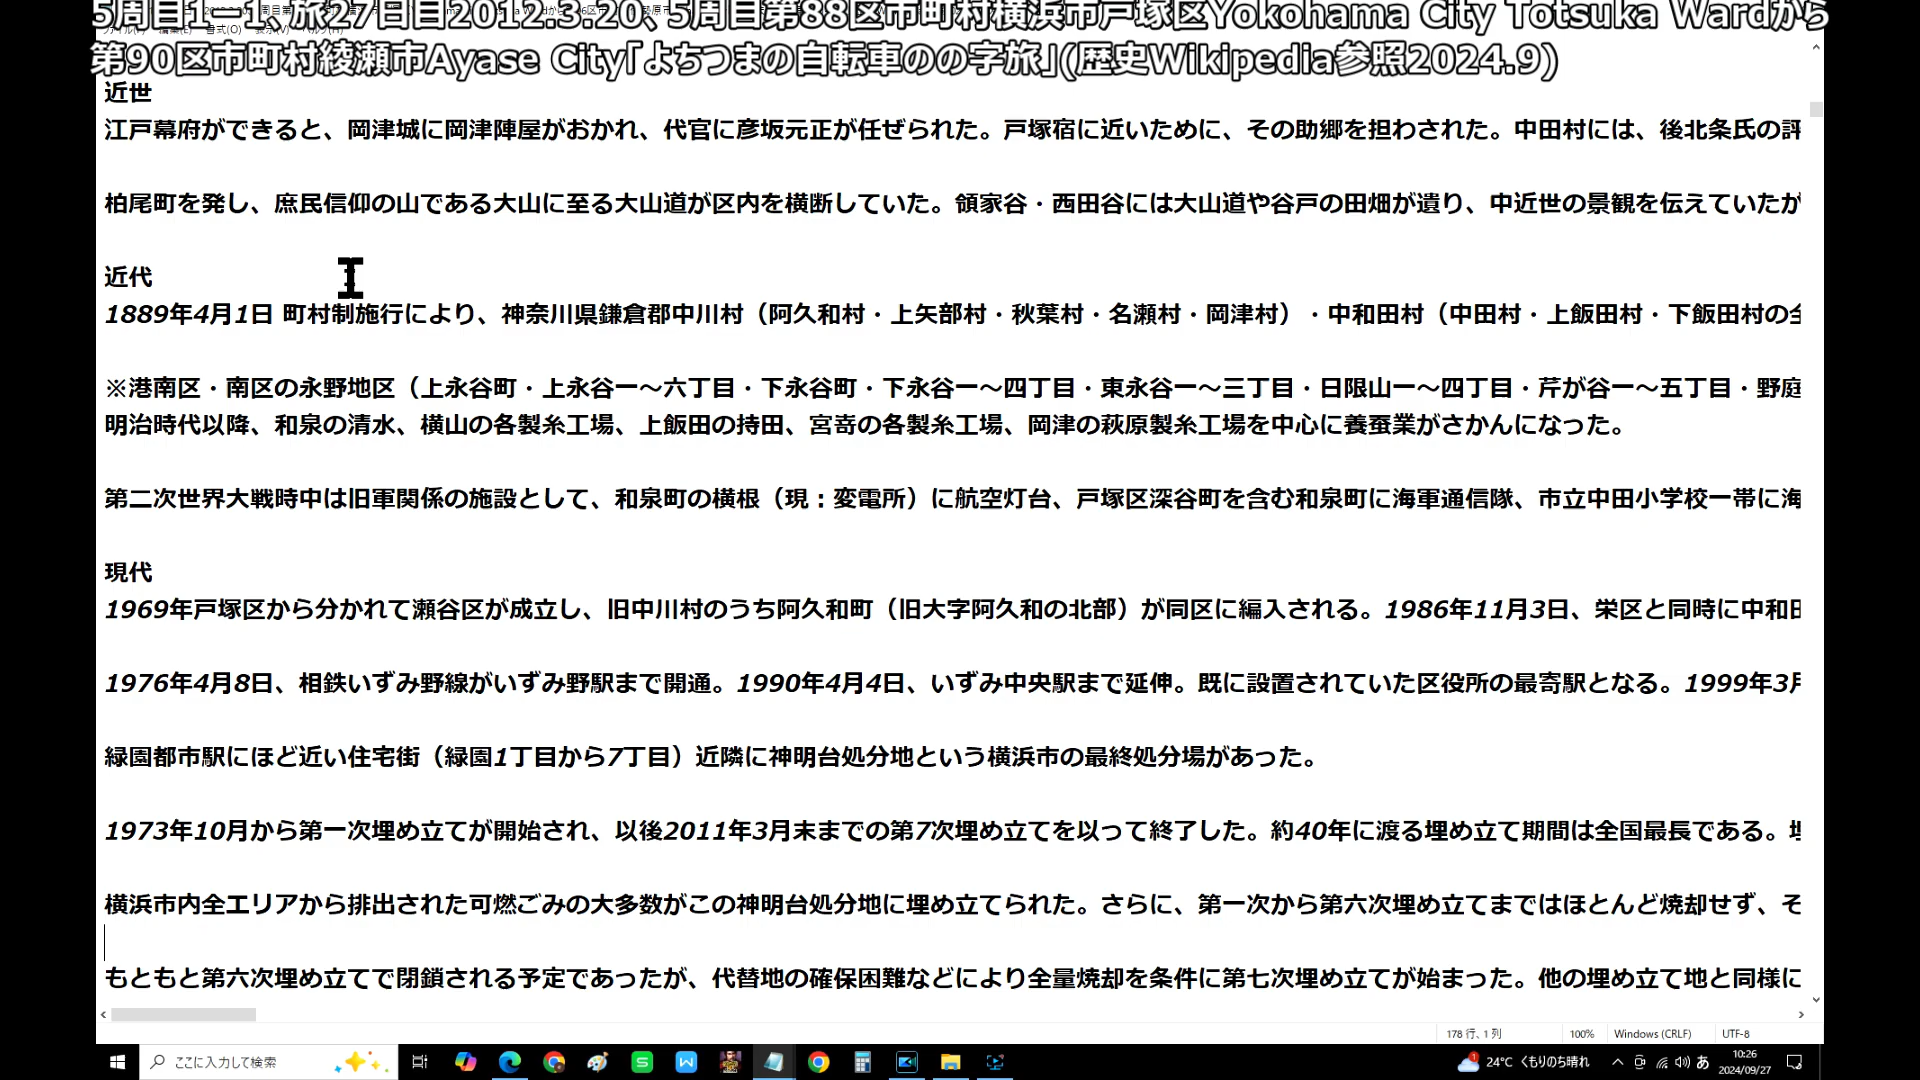 5周目ニー1、旅27日目2012.3.20、5周目第88区市町村横浜市戸塚区Yokohama City Totsuka Wardから
第90区市町村綾瀬市Ayase City「よちつまの自転車のの字旅」(歴史Wikipedia参照2024.9)
近世
江戸幕府ができると、岡津城に岡津陣屋がおかれ、代官に彦坂元正が任ぜられた。戸塚宿に近いために、その助郷を担わされた。中田村には、後北条氏の評
柏尾町を発し、庶民信仰の山である大山に至る大山道が区内を横断していた。領家谷・西田谷には大山道や谷戸の田畑が遺り、中近世の景観を伝えていたが
近代
1889年4月1日 町村制施行により、神奈川県鎌倉郡中川村（阿久和村・上矢部村・秋葉村・名瀬村・岡津村）・中和田村（中田村・上飯田村・下飯田村の全
※港南区・南区の永野地区（上永谷町・上永谷一～六丁目・下永谷町・下永谷一～四丁目・東永谷一～三丁目・日限山一～四丁目・芹が谷一～五丁目・野庭
明治時代以降、和泉の清水、横山の各製糸工場、上飯田の持田、宮嵜の各製糸工場、岡津の萩原製糸工場を中心に養蚕業がさかんになった。
第二次世界大戦時中は旧軍関係の施設として、和泉町の横根（現：変電所）に航空灯台、戸塚区深谷町を含む和泉町に海軍通信隊、市立中田小学校一帯に海
現代
1969年戸塚区から分かれて瀬谷区が成立し、旧中川村のうち阿久和町（旧大字阿久和の北部）が同区に編入される。1986年11月3日、栄区と同時に中和田
1976年4月8日、相鉄いずみ野線がいずみ野駅まで開通。1990年4月4日、いずみ中央駅まで延伸。既に設置されていた区役所の最寄駅となる。1999年3月
緑園都市駅にほど近い住宅街（緑園1丁目から7丁目）近隣に神明台処分地という横浜市の最終処分場があった。
1973年10月から第一次埋め立てが開始され、以後2011年3月末までの第7次埋め立てを以って終了した。約40年に渡る埋め立て期間は全国最長である。埋
横浜市内全エリアから排出された可燃ごみの大多数がこの神明台処分地に埋め立てられた。さらに、第一次から第六次埋め立てまではほとんど焼却せず、そ
もともと第六次埋め立てで閉鎖される予定であったが、代替地の確保困難などにより全量焼却を条件に第七次埋め立てが始まった。他の埋め立て地と同様に
178 行、1 列 100% Windows (CRLF) UTF-8
ここに入力して検索 24°C くもりのち晴れ あ 10:26
2024/09/27